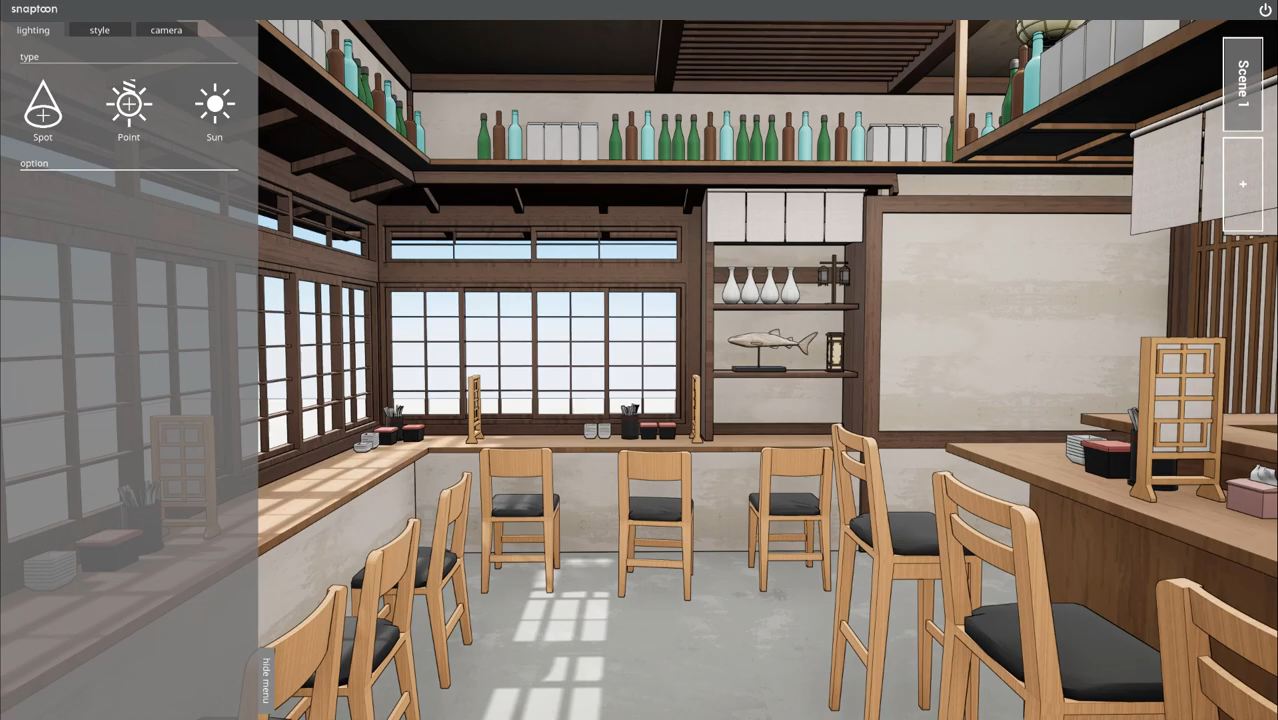 snaptoon
lighting
style
camera
type
Spot
Point
Sun
option
hide menu
Scene 1
+